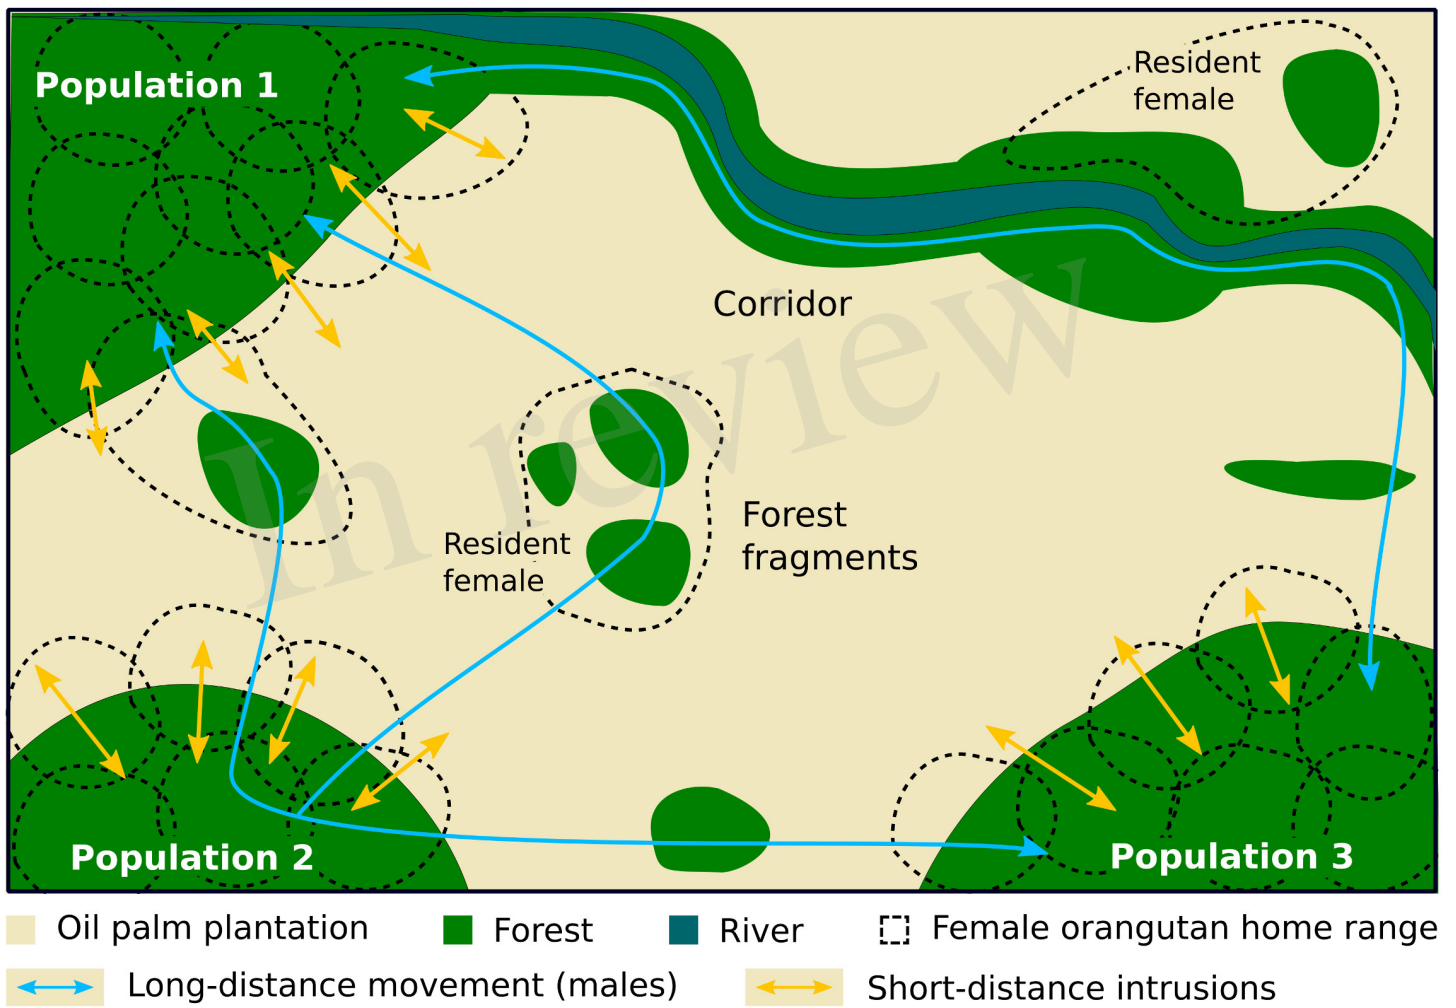 Population 1
Resident
female
Corridor
In review
Forest
fragments
Resident
female
Population 2
Population 3
Oil palm plantation
Forest
River
Female orangutan home range
Long-distance movement (males)
Short-distance intrusions